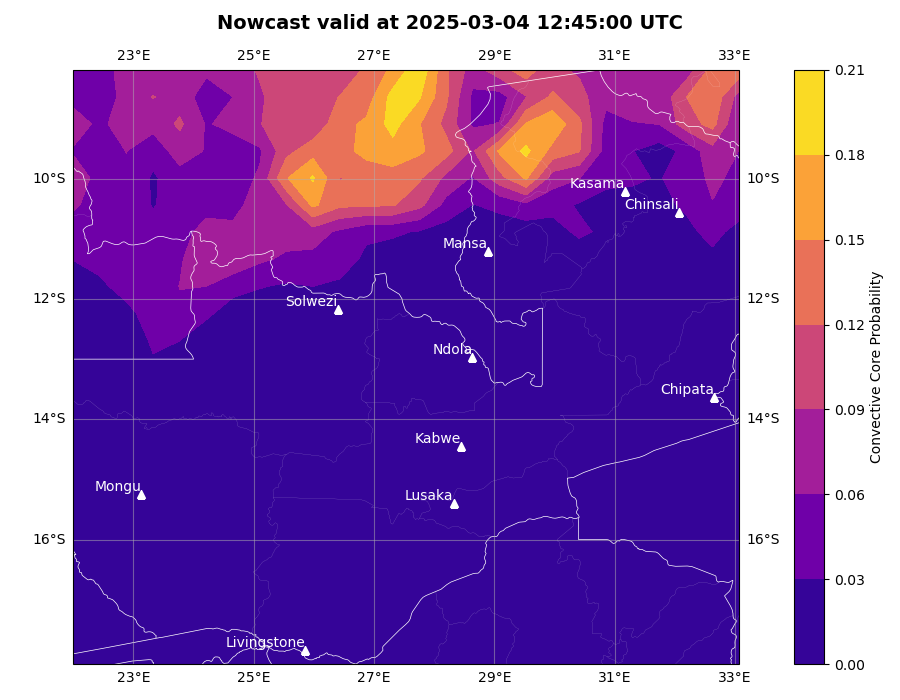 Nowcast valid at 2025-03-04 12:45:00 UTC
23°E 25°E 27°E 29°E 31°E 33°E
0.21
0.18
10°S Kasama 10°S
Chinsali
0.15
Mansa
12°S Solwezi 12°S
0.12
Ndola
Chipata
0.09
14°S 14°S
Kabwe
Mongu Lusaka
0.06
16°S 16°S
0.03
Livingstone
0.00
23°E 25°E 27°E 29°E 31°E 33°E
Convective Core Probability